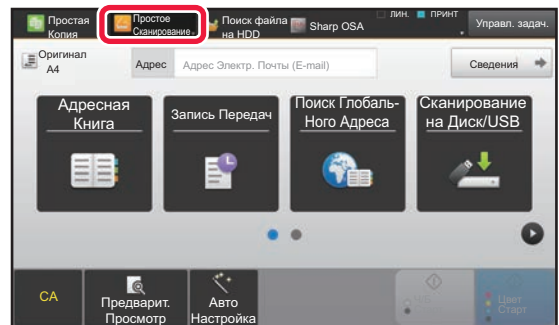 Простая
Копия
Простое
Сканирование
Поиск файла
на HDD
Sharp OSA
ЛИН.
ПРИНТ
Управл. задач.
Оригинал
A4
Адрес
Адрес Электр. Почты (E-mail)
Сведения
Адресная
Книга
Запись Передач
Поиск Глобаль-
Ного Адреса
Сканирование
на Диск/USB
CA
Предварит.
Просмотр
Авто
Настройка
Цвет
Старт